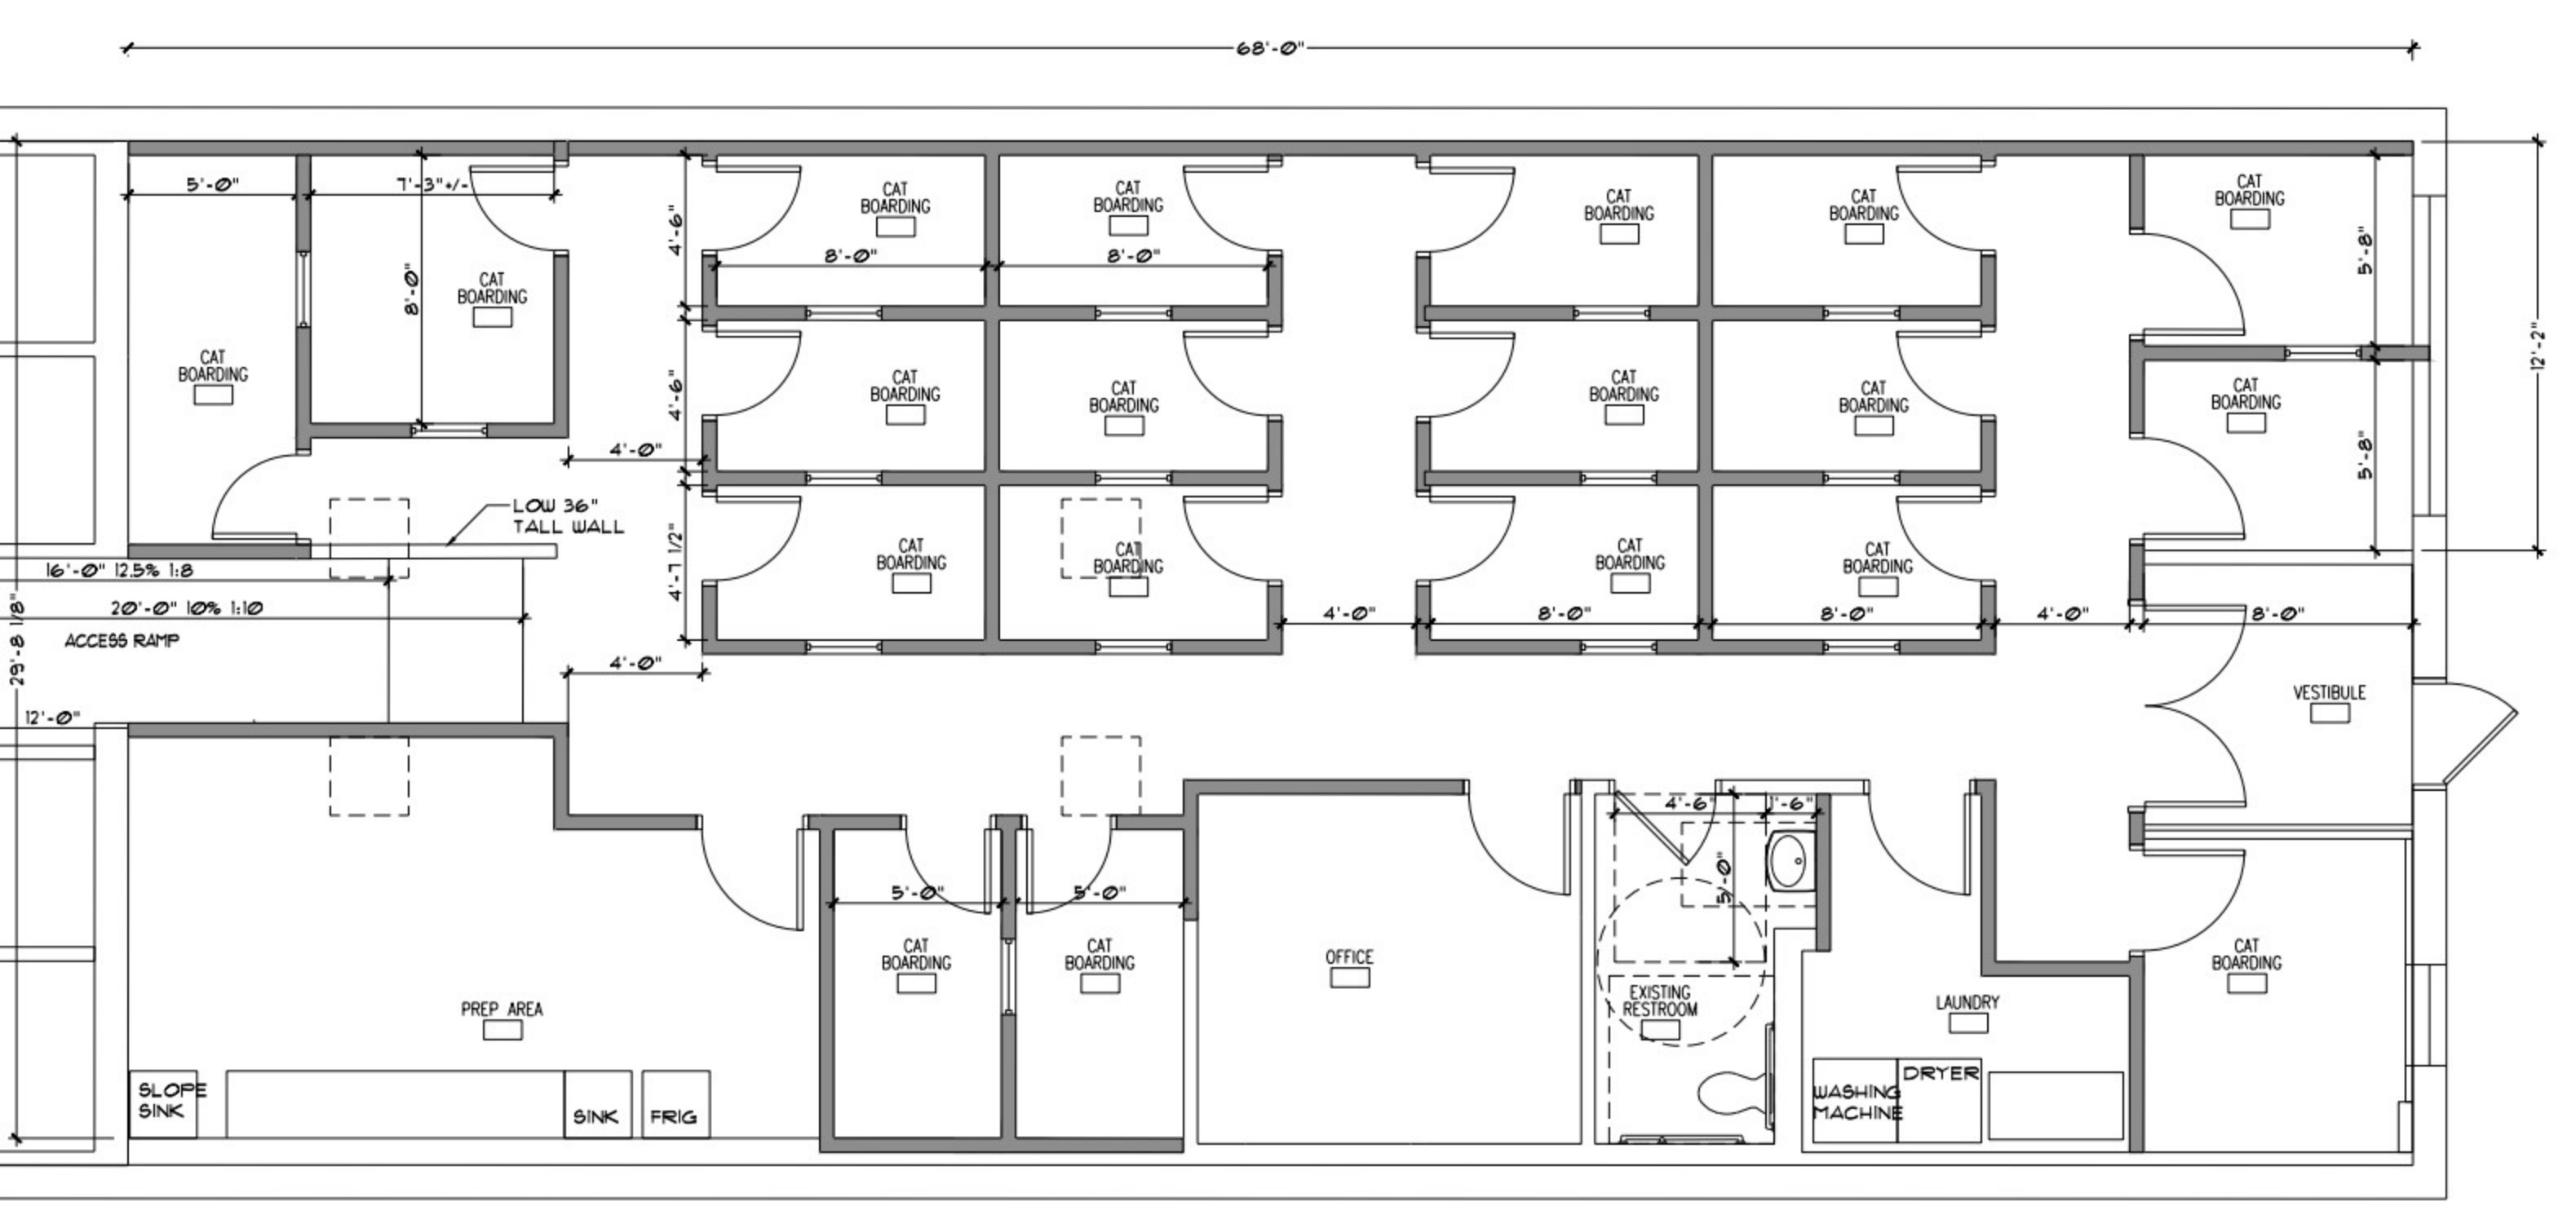 68'-0"
5'-0"
7'-3"+/-
8'-0"
CAT
BOARDING
CAT
BOARDING
4'-6"
4'-6"
4'-7 1/2"
4'-0"
4'-0"
LOW 36"
TALL WALL
16'-0" 12.5% 1:8
20'-0" 10% 1:10
ACCESS RAMP
29'-8 1/8"
12'-0"
CAT
BOARDING
8'-0"
CAT
BOARDING
8'-0"
CAT
BOARDING
CAT
BOARDING
CAT
BOARDING
5'-8"
12'-2"
CAT
BOARDING
CAT
BOARDING
CAT
BOARDING
CAT
BOARDING
CAT
BOARDING
5'-8"
CAT
BOARDING
CAT
BOARDING
CAT
BOARDING
CAT
BOARDING
4'-0"
8'-0"
8'-0"
4'-0"
8'-0"
VESTIBULE
4'-6"
1'-6"
5'-0"
5'-0"
5'-0"
CAT
BOARDING
CAT
BOARDING
OFFICE
EXISTING
RESTROOM
LAUNDRY
CAT
BOARDING
PREP AREA
SLOPE
SINK
SINK
FRIG
WASHING
MACHINE
DRYER